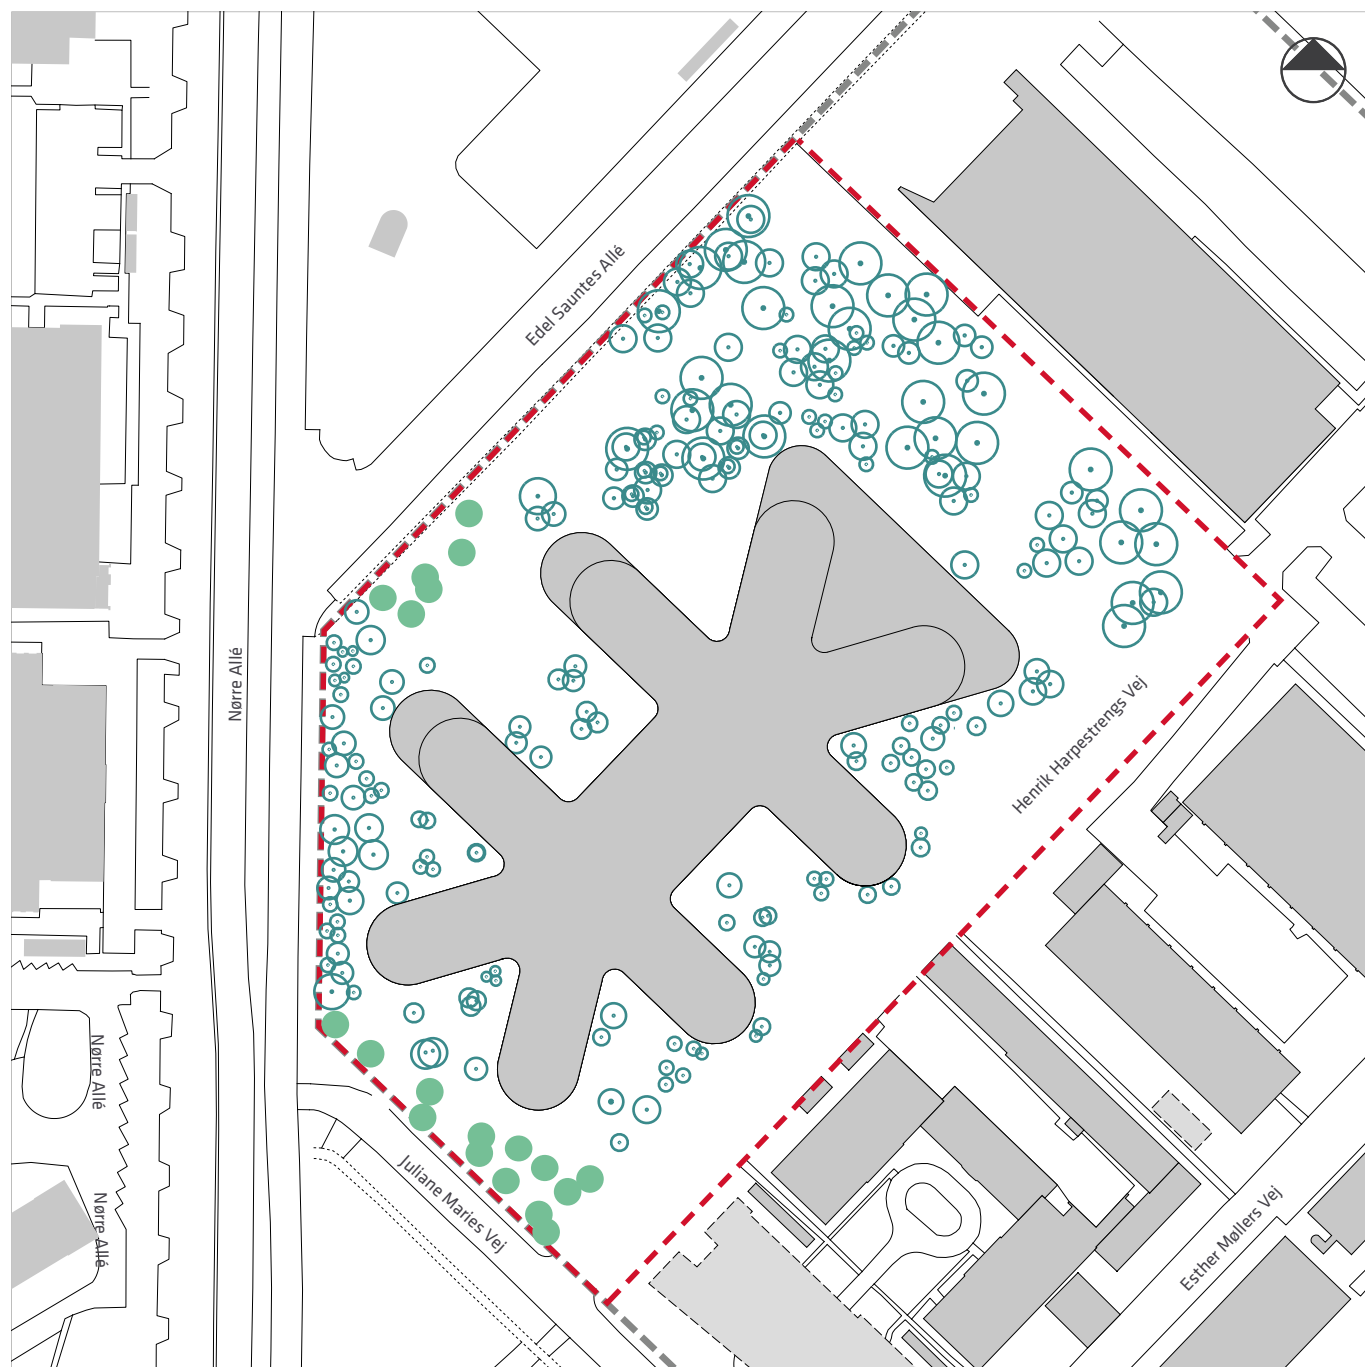 Edel Sauntes Allé
Nørre Allé
Henrik Harpestrengs Vej
Nørre Allé
Juliane Maries Vej
Nørre Allé
Esther Møllers Vej